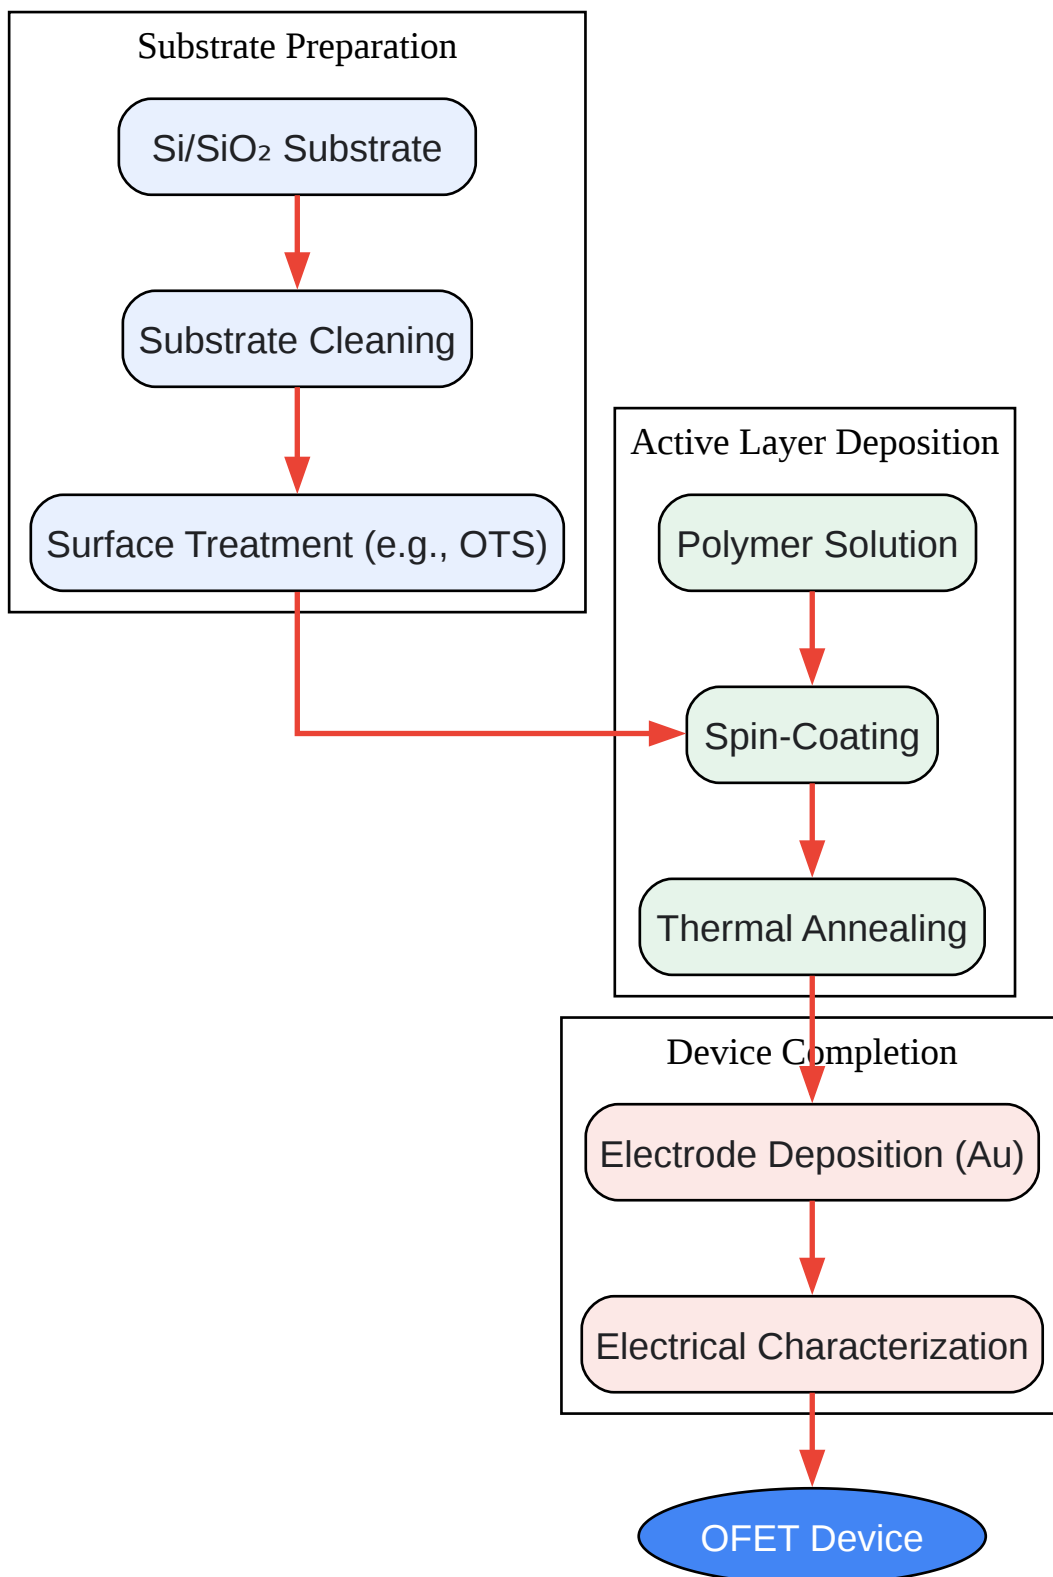 Substrate Preparation
Si/SiO₂ Substrate
Substrate Cleaning
Surface Treatment (e.g., OTS)
Active Layer Deposition
Polymer Solution
Spin-Coating
Thermal Annealing
Device Completion
Electrode Deposition (Au)
Electrical Characterization
OFET Device